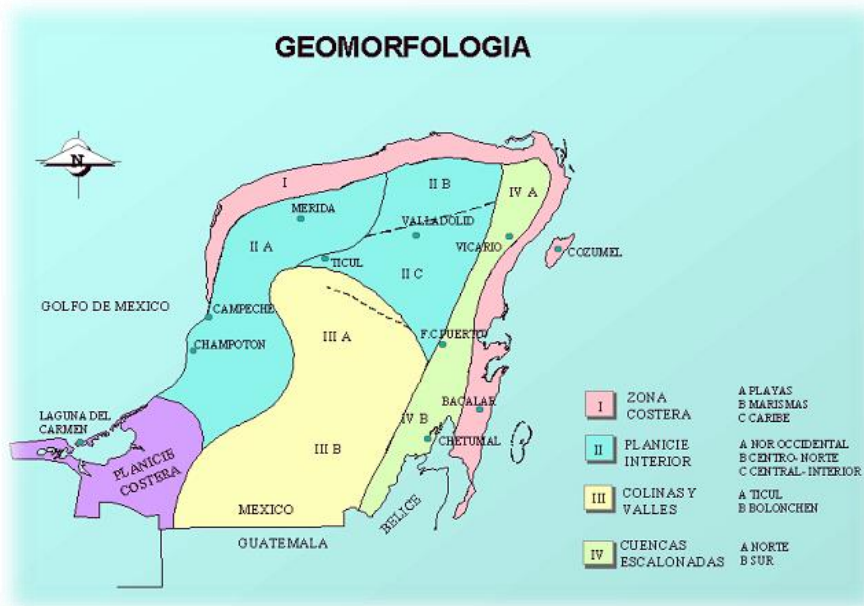 GEOMORFOLOGIA
N
I
II B
IV A
MERIDA
VALLADOLID
II A
VICARIO
COZUMEL
TICUL
II C
GOLFO DE MEXICO
CAMPECHE
III A
F.C PUERTO
CHAMPOTON
LAGUNA DEL
CARMEN
BACALAR
IV B
CHETUMAL
III B
PLANICIE
COSTERA
MEXICO
BELICE
GUATEMALA
I
ZONA
COSTERA
A PLAYAS
B MARISMAS
C CARIBE
II
PLANICIE
INTERIOR
A NOR OCCIDENTAL
B CENTRO- NORTE
C CENTRAL- INTERIOR
III
COLINAS Y
VALLES
A TICUL
B BOLONCHEN
IV
CUENCAS
ESCALONADAS
A NORTE
B SUR